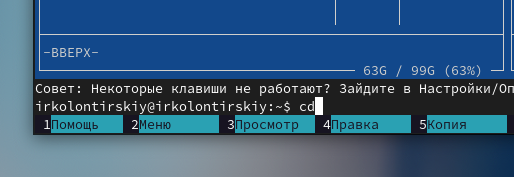 -ВВЕРХ-
63G / 99G (63%)
Совет: Некоторые клавиши не работают? Зайдите в Настройки/Оп
irkolontirskiy@irkolontirskiy:~$ cd
1Помощь 2Меню 3Просмотр 4Правка 5Копия